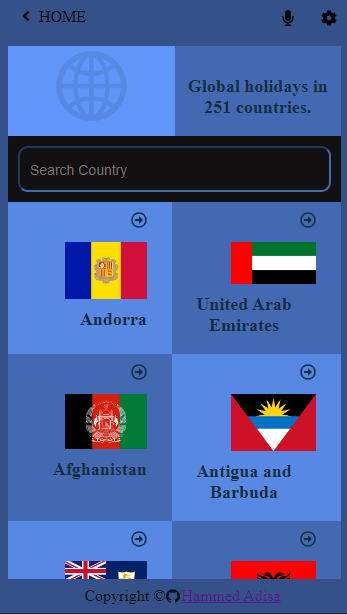 HOME
Global holidays in
251 countries.
Search Country
Andorra
United Arab
Emirates
Afghanistan
Antigua and
Barbuda
Copyright ©Hammed Adisa